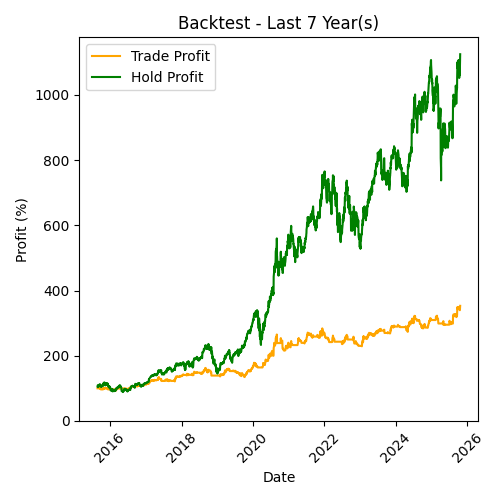 Backtest - Last 7 Year(s)
Trade Profit
Hold Profit
Profit (%)
1000
800
600
400
200
0
2016
2018
2020
2022
2024
2026
Date